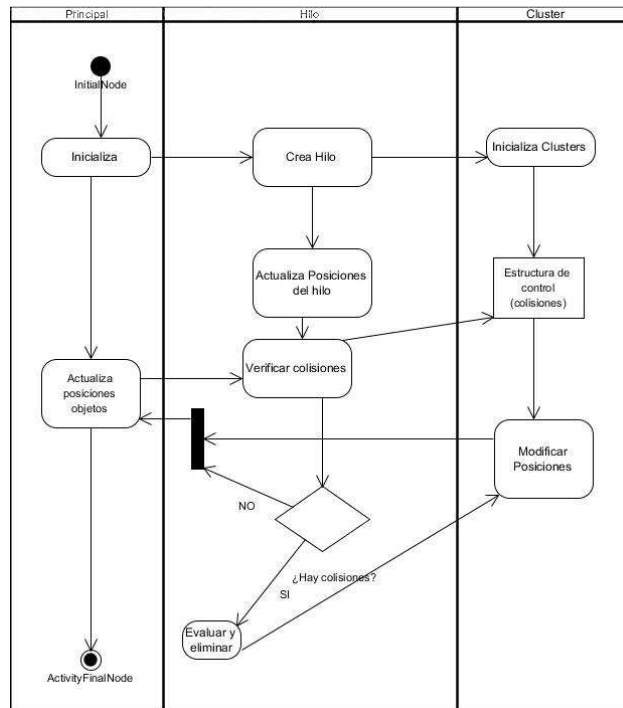 Principal
Hilo
Cluster
InitialNode
Inicializa
Crea Hilo
Inicializa Clusters
Actualiza Posiciones
del hilo
Estructura de
control
(colisiones)
Verificar colisiones
Actualiza
posiciones
objetos
Modificar
Posiciones
NO
¿Hay colisiones?
SI
Evaluar y
eliminar
ActivityFinalNode